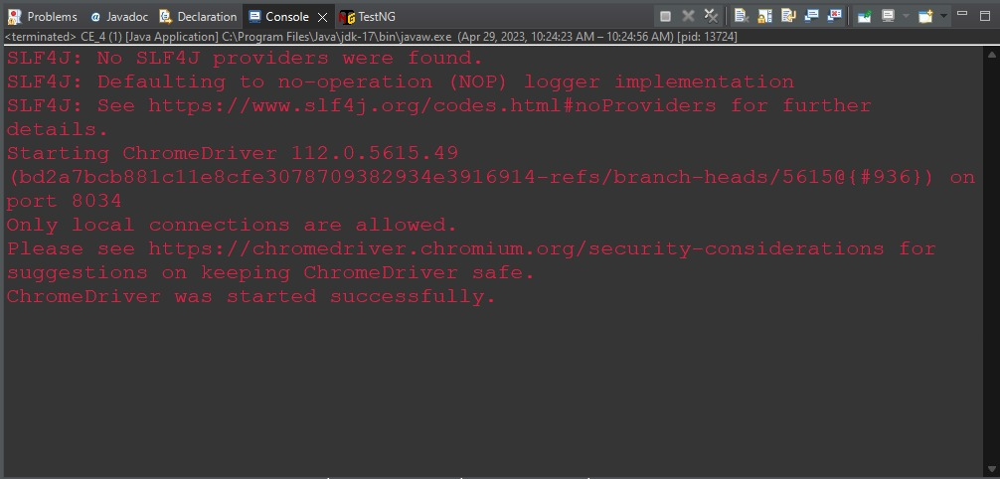 Problems Javadoc Declaration Console TestNG
<terminated> CE_4 (1) [Java Application] C:\Program Files\Java\jdk-17\bin\javaw.exe (Apr 29, 2023, 10:24:23 AM – 10:24:56 AM) [pid: 13724]
SLF4J: No SLF4J providers were found.
SLF4J: Defaulting to no-operation (NOP) logger implementation
SLF4J: See https://www.slf4j.org/codes.html#noProviders for further
details.
Starting ChromeDriver 112.0.5615.49
(bd2a7bcb881c11e8cfe3078709382934e3916914-refs/branch-heads/5615@{#936}) on
port 8034
Only local connections are allowed.
Please see https://chromedriver.chromium.org/security-considerations for
suggestions on keeping ChromeDriver safe.
ChromeDriver was started successfully.